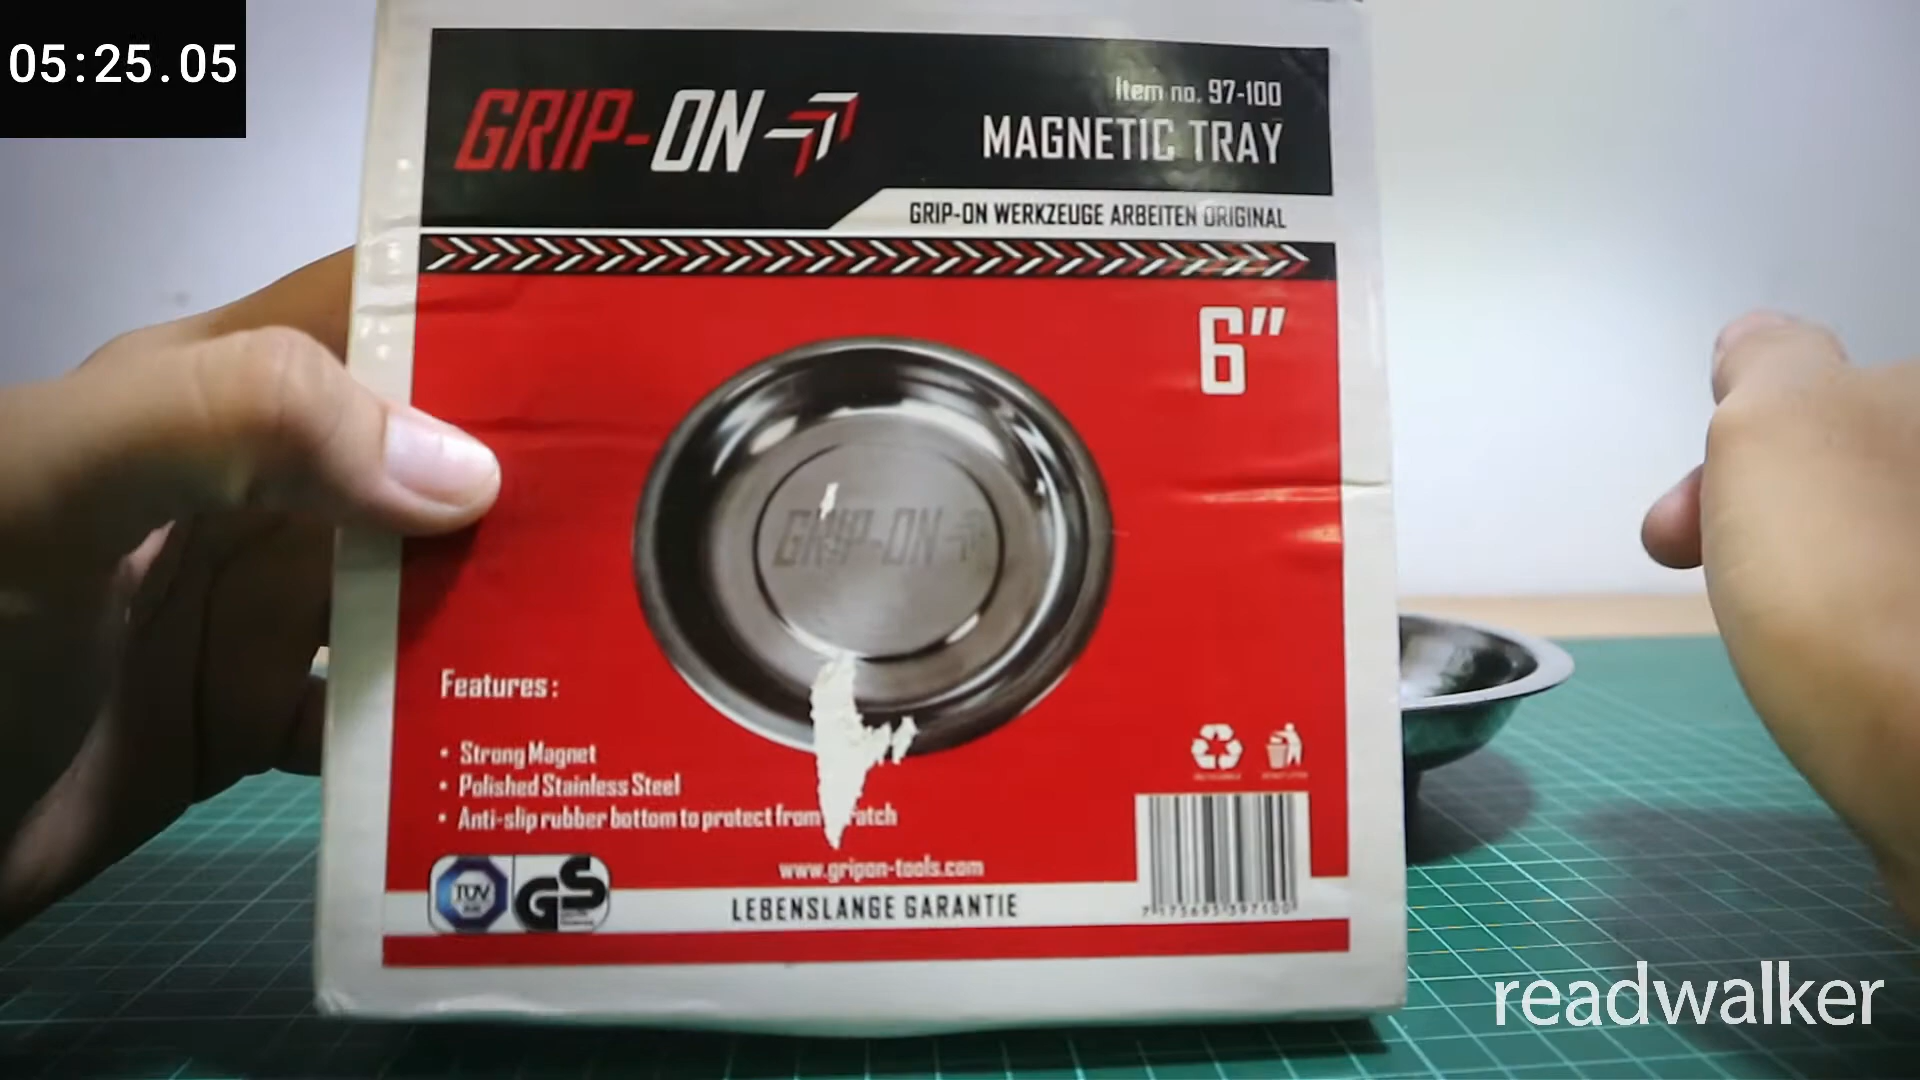 05:25.05
GRIP-ON
Item no. 97-100
MAGNETIC TRAY
GRIP-ON WERKZEUGE ARBEITEN ORIGINAL
6"
GRIP-ON
Features:
• Strong Magnet
• Polished Stainless Steel
• Anti-slip rubber bottom to protect from
www.gripon-tools.com
TÜV
GS
LEBENSLANGE GARANTIE
readwalker